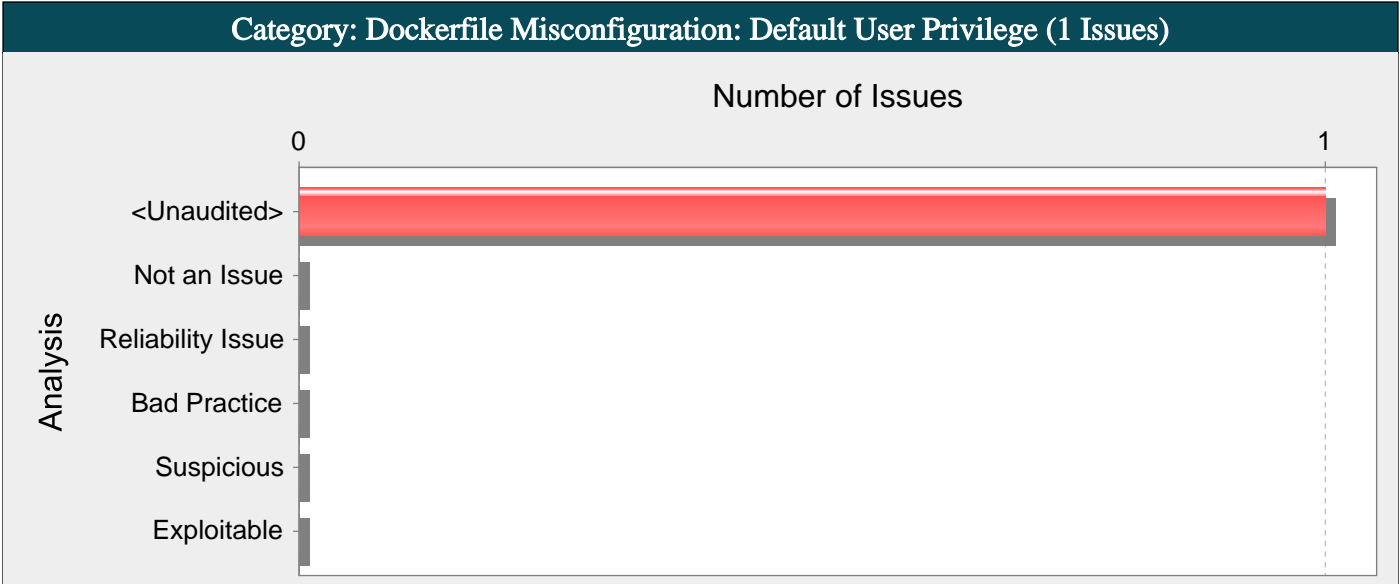 Category: Dockerfile Misconfiguration: Default User Privilege (1 Issues)
Number of Issues
0 1
<Unaudited>
Not an Issue
Reliability Issue
Bad Practice
Suspicious
Exploitable
Analysis